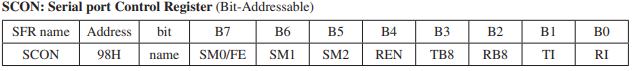 SCON: Serial port Control Register (Bit-Addressable)
SFR name Address bit B7 B6 B5 B4 B3 B2 B1 B0
SCON 98H name SM0/FE SM1 SM2 REN TB8 RB8 TI RI